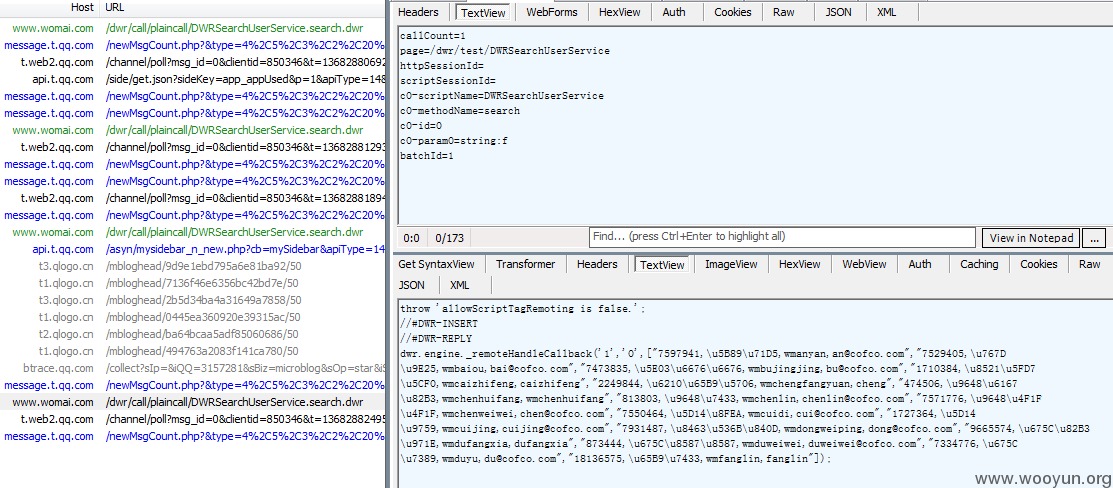 Host URL
www.womai.com /dwr/call/plaincall/DWRSearchUserService.search.dwr
message.t.qq.com /newMsgCount.php?&type=4%2C5%2C3%2C2%2C20%
t.web2.qq.com /channel/poll?msg_id=0&clientid=850346&t=13682880692
api.t.qq.com /side/get.json?sideKey=app_appUsed&p=1&apiType=148
message.t.qq.com /newMsgCount.php?&type=4%2C5%2C3%2C2%2C20%
message.t.qq.com /newMsgCount.php?&type=4%2C5%2C3%2C2%2C20%
www.womai.com /dwr/call/plaincall/DWRSearchUserService.search.dwr
t.web2.qq.com /channel/poll?msg_id=0&clientid=850346&t=13682881293
message.t.qq.com /newMsgCount.php?&type=4%2C5%2C3%2C2%2C20%
message.t.qq.com /newMsgCount.php?&type=4%2C5%2C3%2C2%2C20%
t.web2.qq.com /channel/poll?msg_id=0&clientid=850346&t=13682881894
message.t.qq.com /newMsgCount.php?&type=4%2C5%2C3%2C2%2C20%
www.womai.com /dwr/call/plaincall/DWRSearchUserService.search.dwr
api.t.qq.com /asyn/mysidebar_n_new.php?cb=mySidebar&apiType=14
t3.qlogo.cn /mbloghead/9d9e1ebd795a6e81ba92/50
t1.qlogo.cn /mbloghead/7136f46e6356bc42bd7e/50
t3.qlogo.cn /mbloghead/2b5d34ba4a31649a7858/50
t1.qlogo.cn /mbloghead/0445ea360920e39315ac/50
t2.qlogo.cn /mbloghead/ba64bcaa5adf85060686/50
t1.qlogo.cn /mbloghead/494763a2083f141ca780/50
btrace.qq.com /collect?sIp=&iQQ=3157281&sBiz=microblog&sOp=star&iS
message.t.qq.com /newMsgCount.php?&type=4%2C5%2C3%2C2%2C20%
www.womai.com /dwr/call/plaincall/DWRSearchUserService.search.dwr
t.web2.qq.com /channel/poll?msg_id=0&clientid=850346&t=13682882495
message.t.qq.com /newMsgCount.php?&type=4%2C5%2C3%2C2%2C20%
Headers TextView WebForms HexView Auth Cookies Raw JSON XML
callCount=1
page=/dwr/test/DWRSearchUserService
httpSessionId=
scriptSessionId=
c0-scriptName=DWRSearchUserService
c0-methodName=search
c0-id=0
c0-param0=string:f
batchId=1
0:0 0/173 Find... (press Ctrl+Enter to highlight all) View in Notepad ...
Get SyntaxView Transformer Headers TextView ImageView HexView WebView Auth Caching Cookies Raw
JSON XML
throw 'allowScriptTagRemoting is false.';
//#DWR-INSERT
//#DWR-REPLY
dwr.engine._remoteHandleCallback('1','0',["7597941, \u5B89\u71D5, wmanyan, an@cofco.com","7529405, \u767D
\u9E25, wmbaiou, bai@cofco.com","7473835, \u5E03\u6676\u6676, wmbujingjing, bu@cofco.com","1710384, \u8521\u5FD7
\u5CF0, wmcaizhifeng, caizhifeng","2249844, \u6210\u65B9\u5706, wmchengfangyuan, cheng","474506, \u9648\u6167
\u82B3, wmchenhuifang, wmchenhuifang","813803, \u9648\u7433, wmchenlin, chenlin@cofco.com","7571776, \u9648\u4F1F
\u4F1F, wmchenweiwei, chen@cofco.com","7550464, \u5D14\u8FEA, wmcuidi, cui@cofco.com","1727364, \u5D14
\u9759, wmcuijing, cuijing@cofco.com","7931487, \u8463\u536B\u840D, wmdongweiping, dong@cofco.com","9665574, \u675C\u82B3
\u971E, wmdufangxia, dufangxia","873444, \u675C\u8587\u8587, wmduweiwei, duweiwei@cofco.com","7334776, \u675C
\u7389, wmduyu, du@cofco.com","18136575, \u65B9\u7433, wmfanglin, fanglin"]);
www.wooyun.org